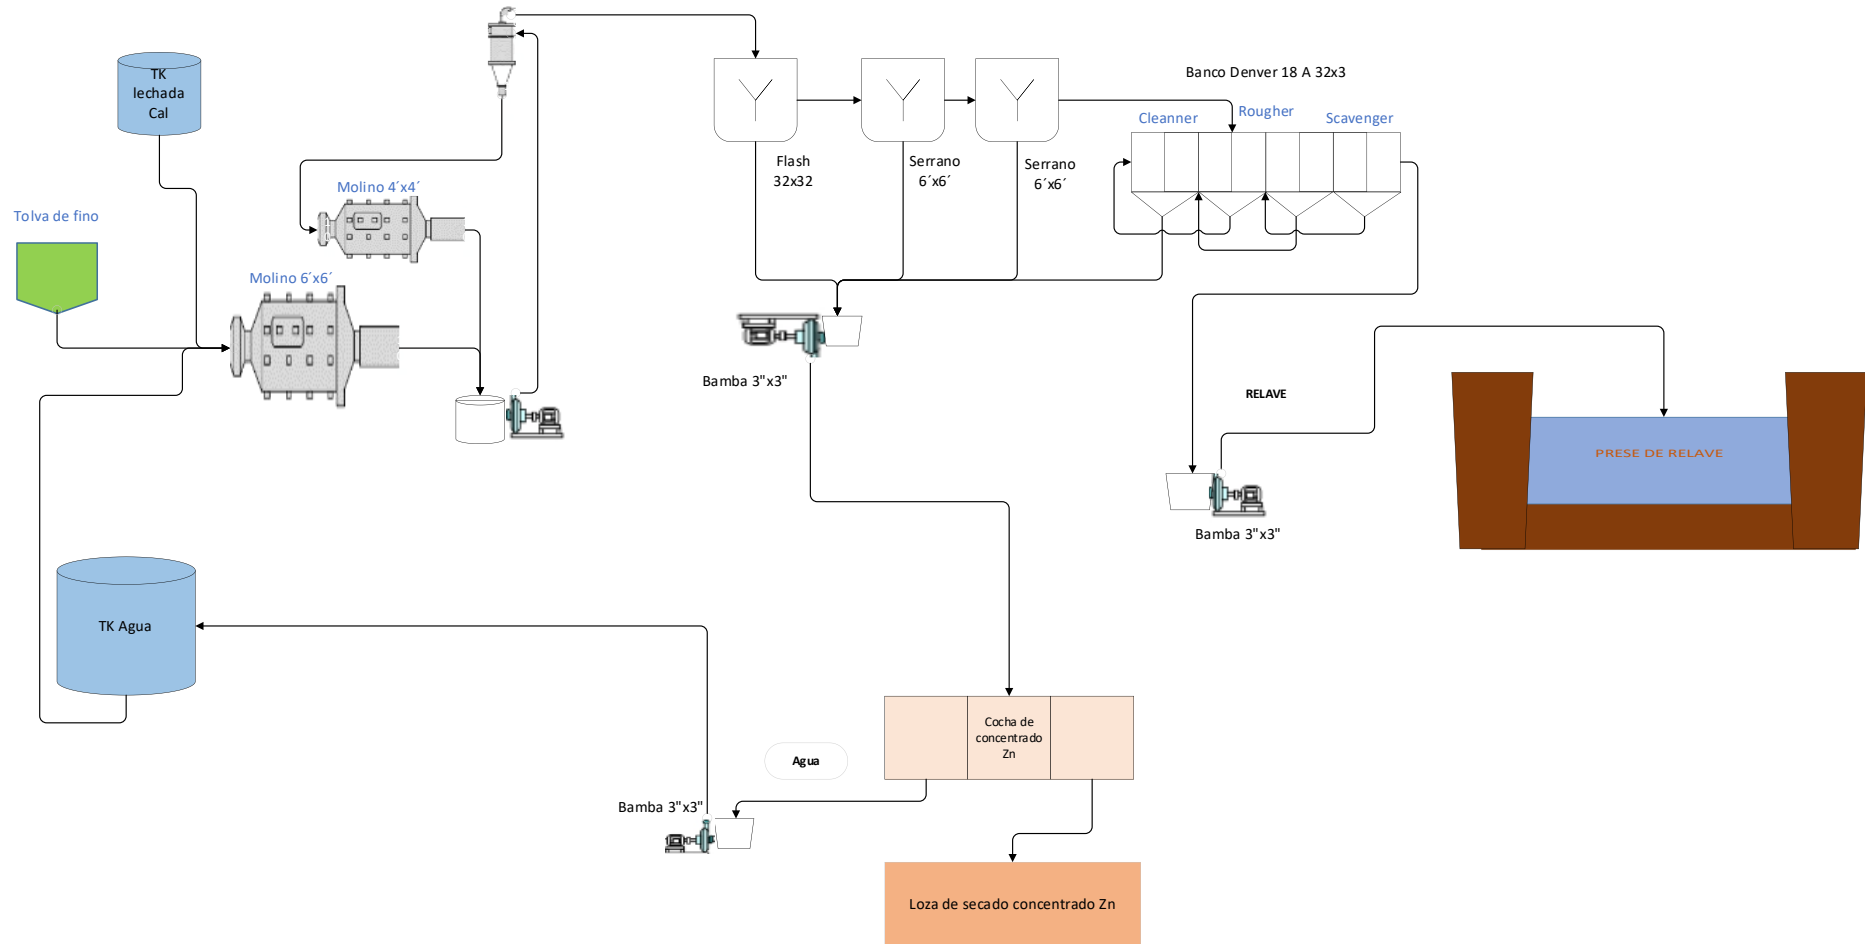 TK
lechada
Cal
Tolva de fino
Molino 4´x4´
Molino 6´x6´
Flash
32x32
Serrano
6´x6´
Serrano
6´x6´
Banco Denver 18 A 32x3
Cleanner
Rougher
Scavenger
Bamba 3"x3"
RELAVE
PRESE DE RELAVE
Bamba 3"x3"
TK Agua
Cocha de
concentrado
Zn
Agua
Bamba 3"x3"
Loza de secado concentrado Zn